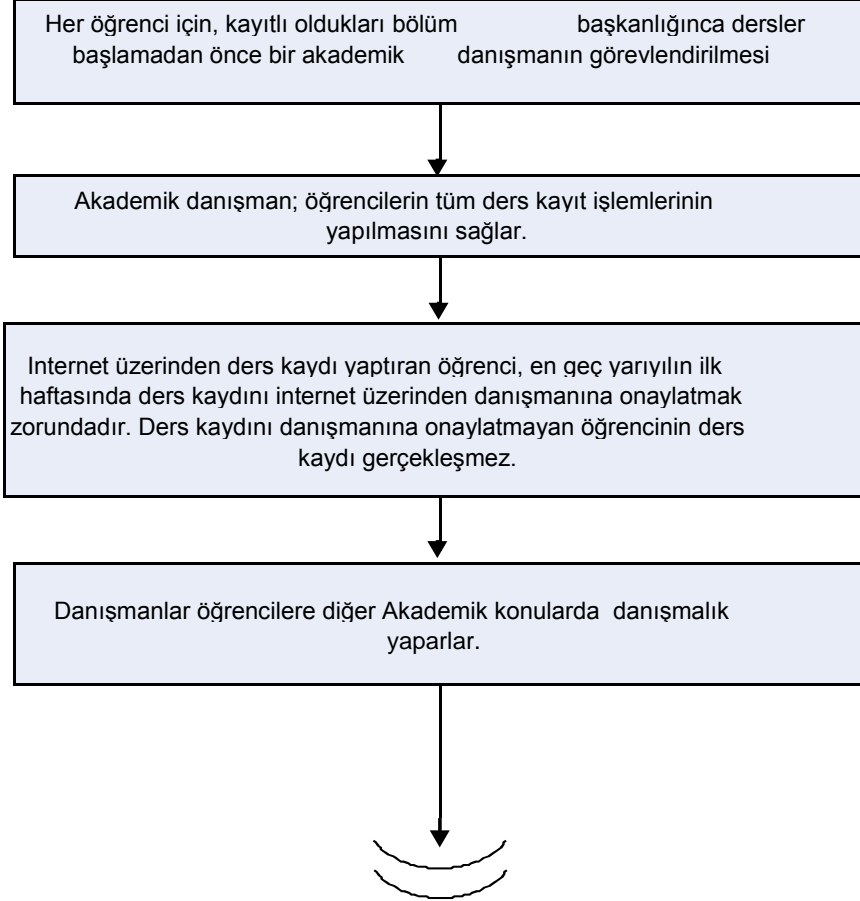 Her öğrenci için, kayıtlı oldukları bölüm başkanlığınca dersler
başlamadan önce bir akademik danışmanın görevlendirilmesi
Akademik danışman; öğrencilerin tüm ders kayıt işlemlerinin
yapılmasını sağlar.
Internet üzerinden ders kaydı yaptıran öğrenci, en geç yarıyılın ilk
haftasında ders kaydını internet üzerinden danışmanına onaylatmak
zorundadır. Ders kaydını danışmanına onaylatmayan öğrencinin ders
kaydı gerçekleşmez.
Danışmanlar öğrencilere diğer Akademik konularda danışmalık
yaparlar.